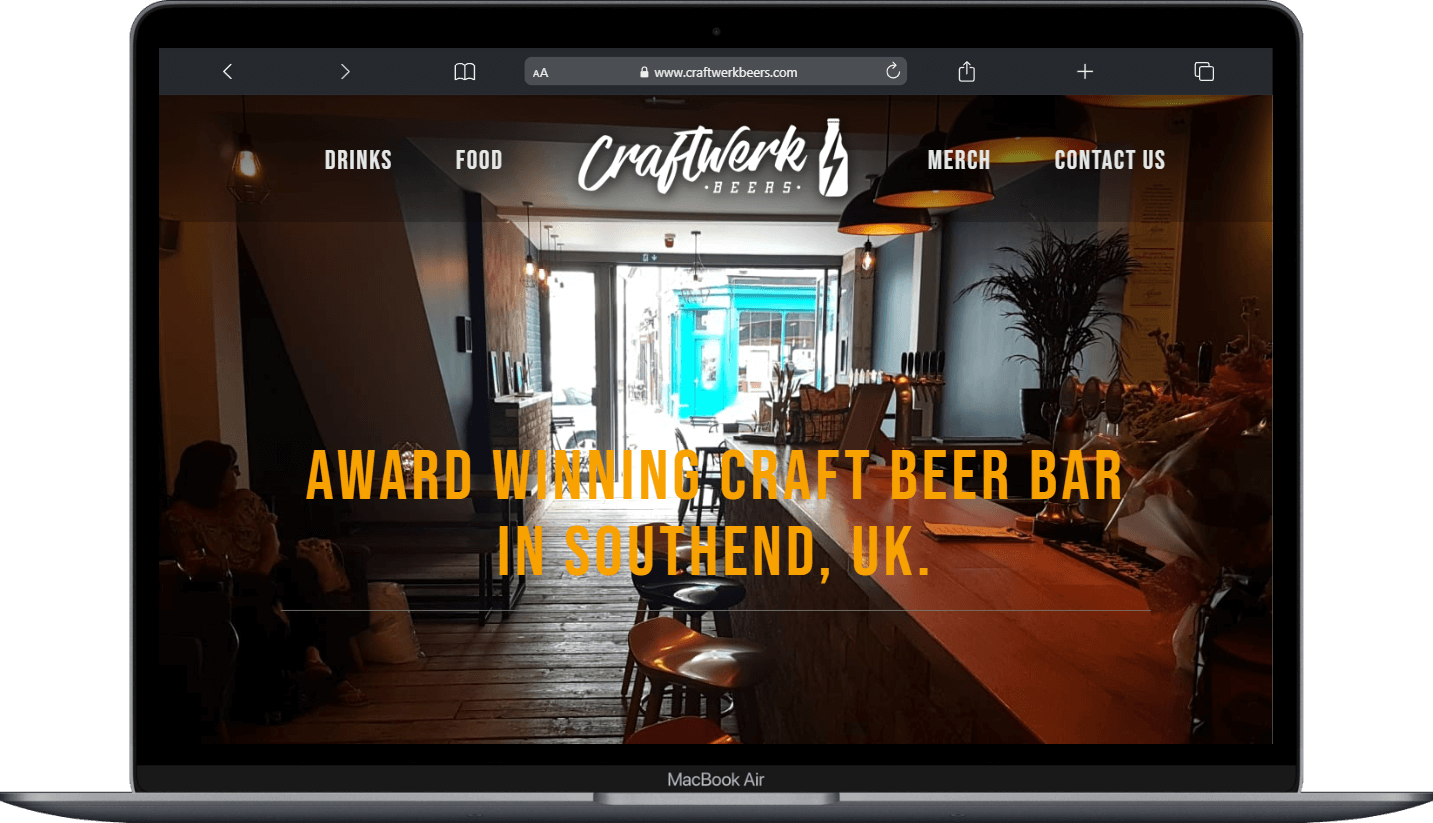 AA
www.craftwerkbeers.com
DRINKS
FOOD
Craftwerk
·BEERS·
MERCH
CONTACT US
AWARD WINNING CRAFT BEER BAR
IN SOUTHEND, UK.
MacBook Air